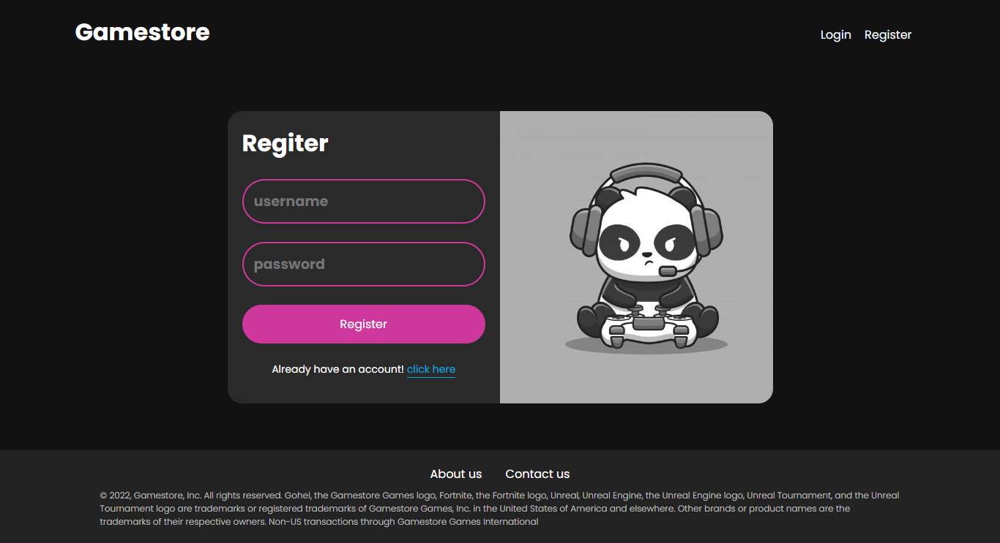 Gamestore
Login Register
Regiter
username
password
Register
Already have an account! click here
About us Contact us
© 2022, Gamestore, Inc. All rights reserved. Gohel, the Gamestore Games logo, Fortnite, the Fortnite logo, Unreal, Unreal Engine, the Unreal Engine logo, Unreal Tournament, and the Unreal
Tournament logo are trademarks or registered trademarks of Gamestore Games, Inc. in the United States of America and elsewhere. Other brands or product names are the
trademarks of their respective owners. Non-US transactions through Gamestore Games International